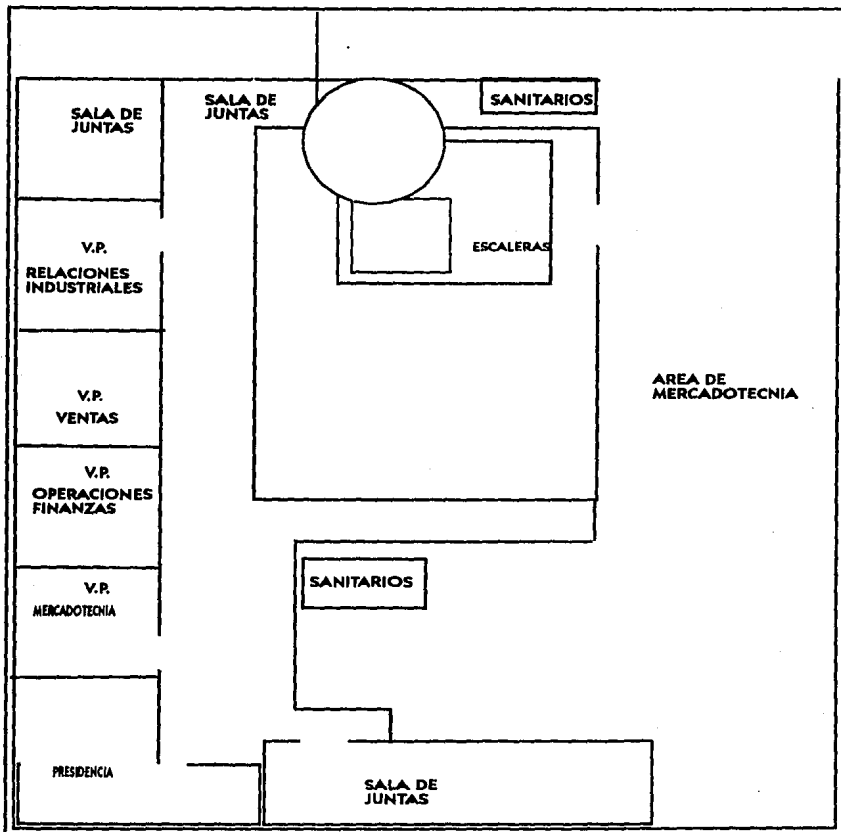 SALA DE
JUNTAS
SALA DE
JUNTAS
SANITARIOS
V.P.
RELACIONES
INDUSTRIALES
ESCALERAS
V.P.
VENTAS
AREA DE
MERCADOTECNIA
V.P.
OPERACIONES
FINANZAS
V.P.
MERCADOTECNIA
SANITARIOS
PRESIDENCIA
SALA DE
JUNTAS